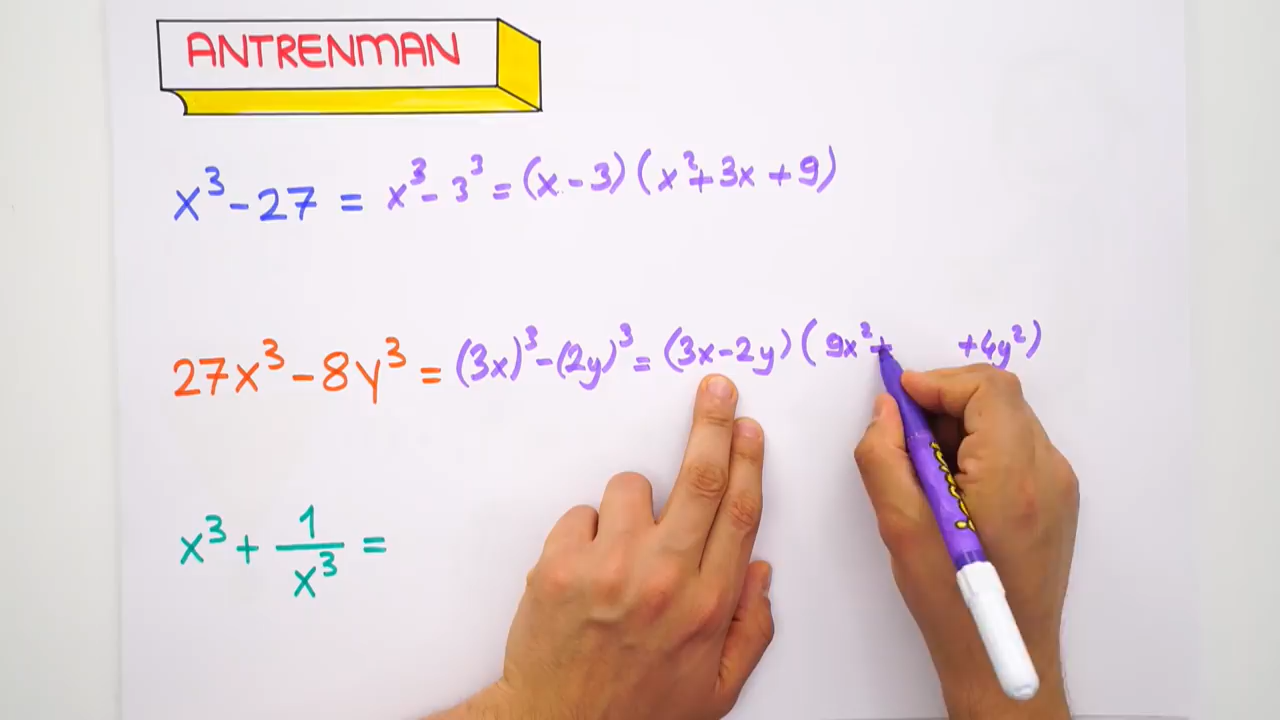 ANTRENMAN
x³ - 27 = x³ - 3³ = (x - 3) (x² + 3x + 9)
27x³ - 8y³ = (3x)³ - (2y)³ = (3x - 2y) (9x² + + 4y²)
x³ + 1/x³ =